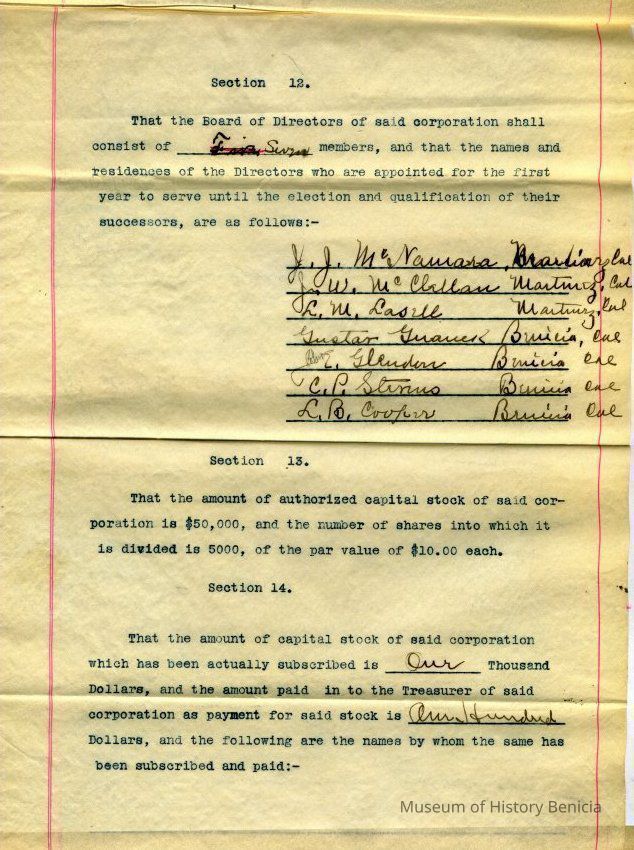 Section 12.
That the Board of Directors of said corporation shall
consist of Five Seven members, and that the names and
residences of the Directors who are appointed for the first
year to serve until the election and qualification of their
successors, are as follows:-
J. J. McNamara, Cal
W. McClellan Martinez, Cal
L. M. Lasell Martinez, Cal
Gustav Gnauck Benicia, Cal
Glendon Benicia Cal
C. P. Stevens Benicia Cal
L. B. Cooper Benicia Cal
Section 13.
That the amount of authorized capital stock of said cor-
poration is $50,000, and the number of shares into which it
is divided is 5000, of the par value of $10.00 each.
Section 14.
That the amount of capital stock of said corporation
which has been actually subscribed is One Thousand
Dollars, and the amount paid in to the Treasurer of said
corporation as payment for said stock is One Hundred
Dollars, and the following are the names by whom the same has
been subscribed and paid:-
Museum of History Benicia